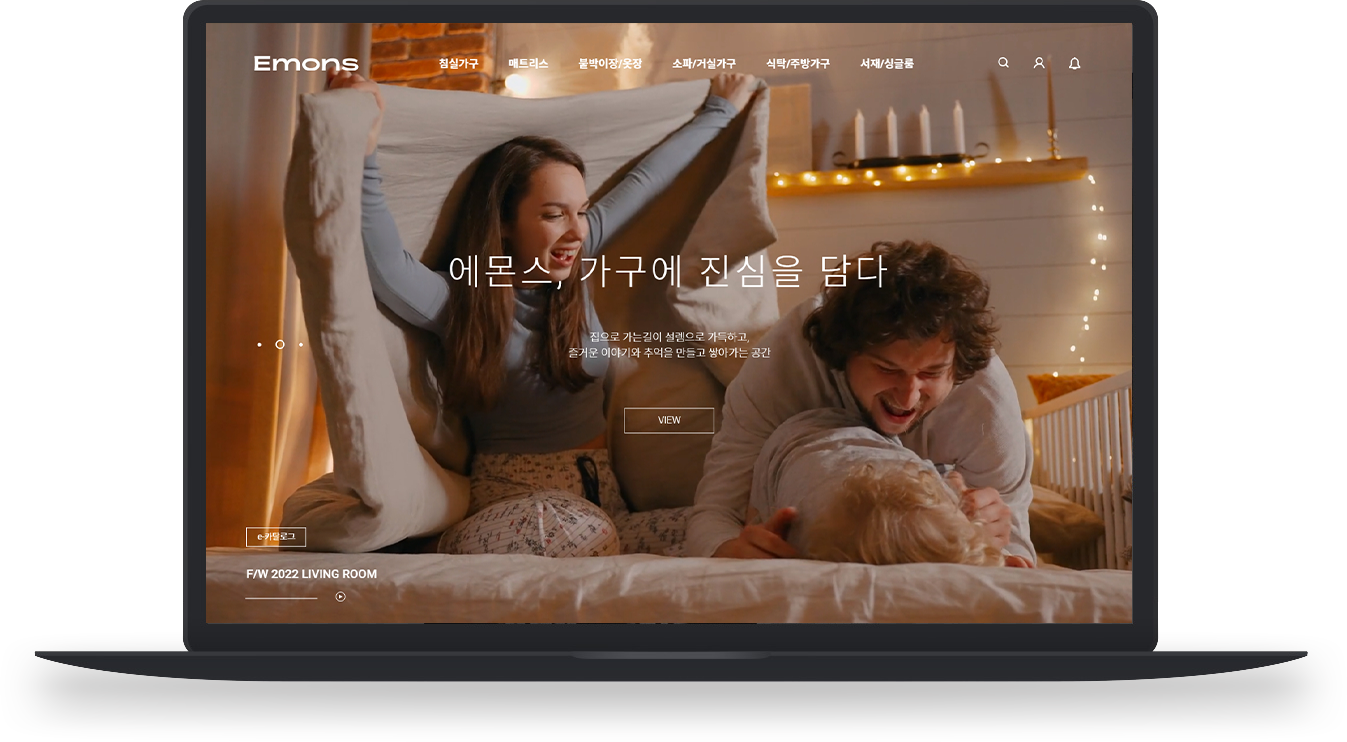 Emons
침실가구 매트리스 붙박이장/옷장 소파/거실가구 식탁/주방가구 서재/싱글룸
에몬스, 가구에 진심을 담다
집으로 가는길이 설렘으로 가득하고,
즐거운 이야기와 추억을 만들고 쌓아가는 공간
VIEW
e-카달로그
F/W 2022 LIVING ROOM